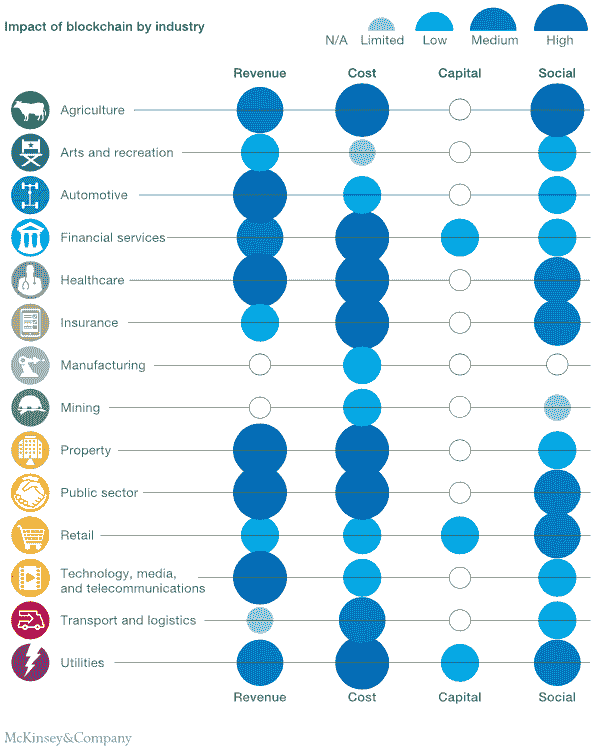 Impact of blockchain by industry
N/A Limited Low Medium High
Revenue Cost Capital Social
Agriculture
Arts and recreation
Automotive
Financial services
Healthcare
Insurance
Manufacturing
Mining
Property
Public sector
Retail
Technology, media,
and telecommunications
Transport and logistics
Utilities
Revenue Cost Capital Social
McKinsey&Company